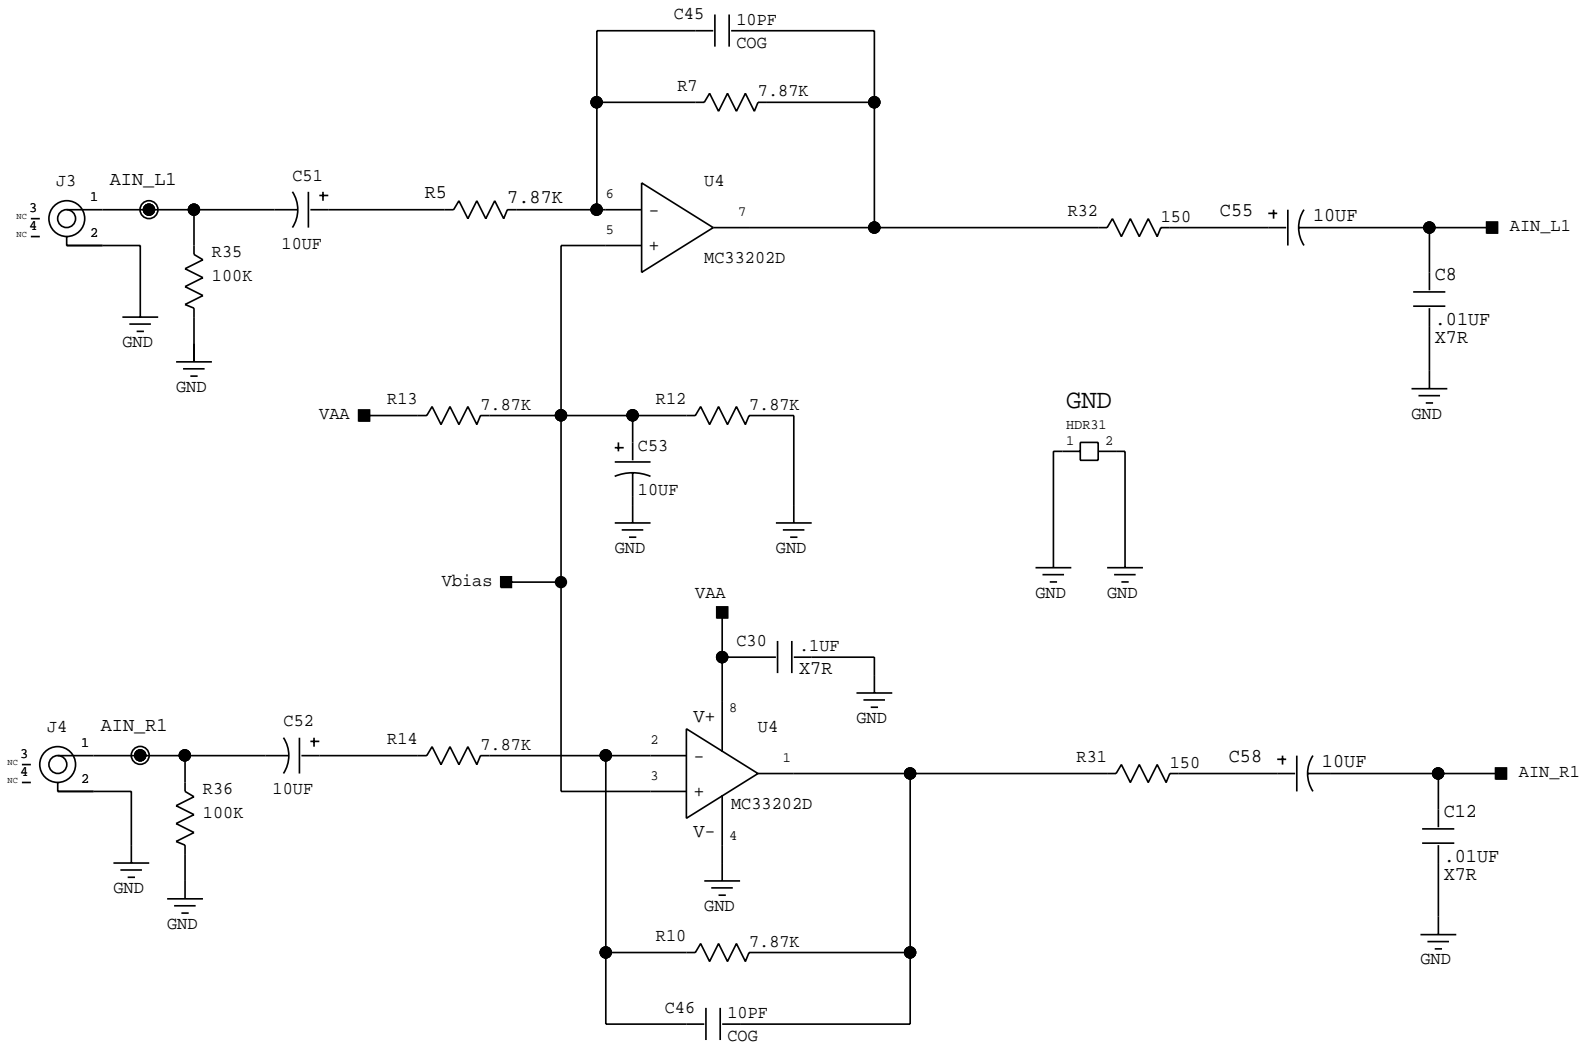 C45
10PF
COG
R7
7.87K
J3
AIN_L1
1
3
NC
4
NC
2
C51
+
10UF
R5
7.87K
6
5
−
+
U4
7
MC33202D
R35
100K
GND
GND
R32
150
C55
+
10UF
AIN_L1
C8
.01UF
X7R
GND
VAA
R13
7.87K
R12
7.87K
+
C53
10UF
GND
GND
GND
HDR31
1
2
GND
GND
Vbias
VAA
C30
.1UF
X7R
GND
J4
AIN_R1
1
3
NC
4
NC
2
C52
+
10UF
R14
7.87K
2
3
−
+
V+
8
U4
1
MC33202D
V−
4
GND
R36
100K
GND
GND
R31
150
C58
+
10UF
AIN_R1
C12
.01UF
X7R
GND
R10
7.87K
C46
10PF
COG